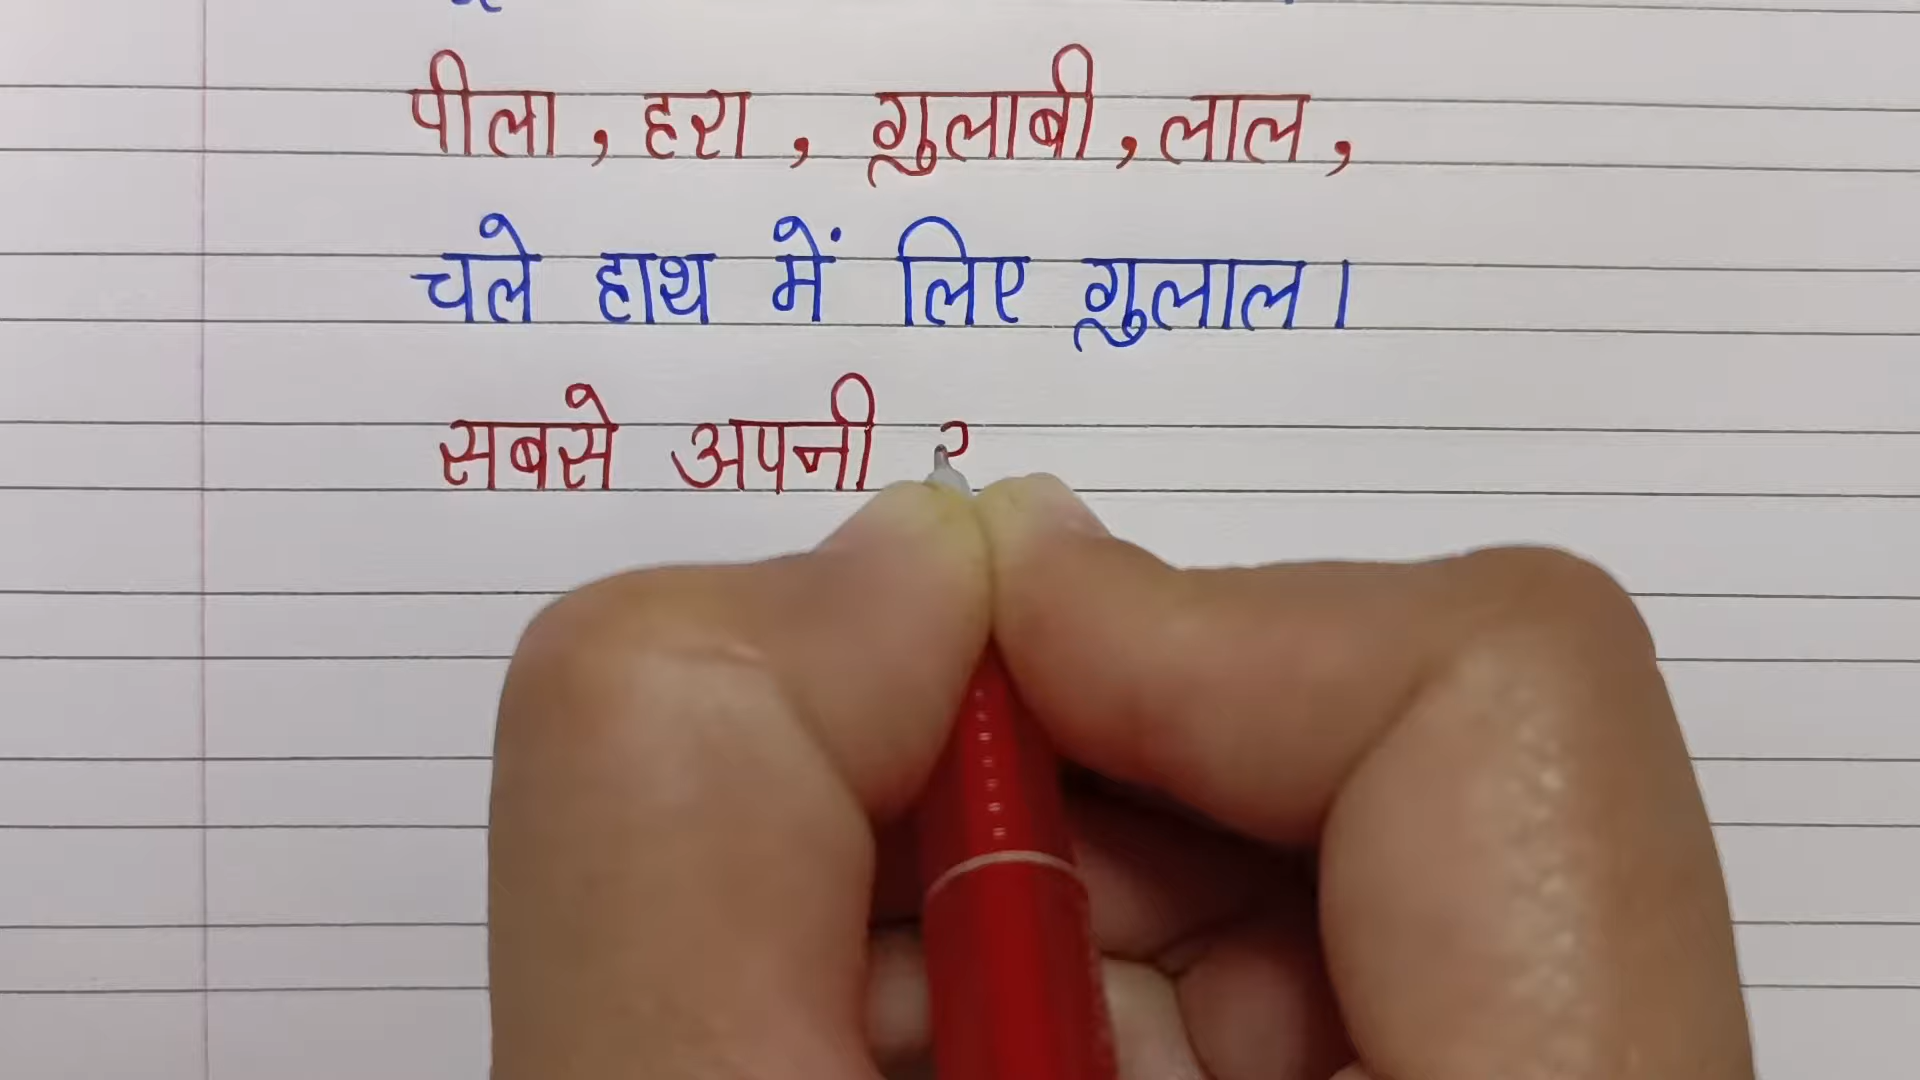 पीला, हरा, गुलाबी, लाल,
चले हाथ में लिए गुलाल।
सबसे अपनी